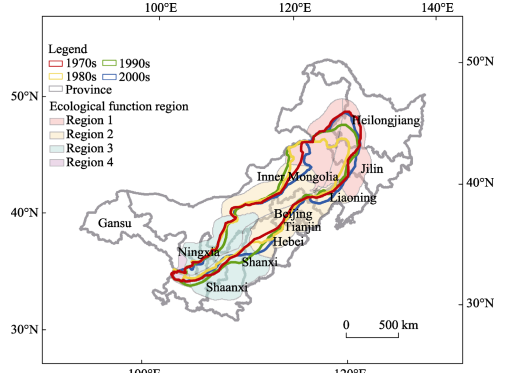 100°E 120°E 140°E
Legend
1970s 1990s
1980s 2000s
Province
Ecological function region
Region 1
Region 2
Region 3
Region 4
50°N
50°N
40°N
40°N
30°N
30°N
Heilongjiang
Jilin
Inner Mongolia
Liaoning
Beijing
Tianjin
Hebei
Gansu
Ningxia
Shanxi
Shaanxi
0 500 km
100°E 120°E